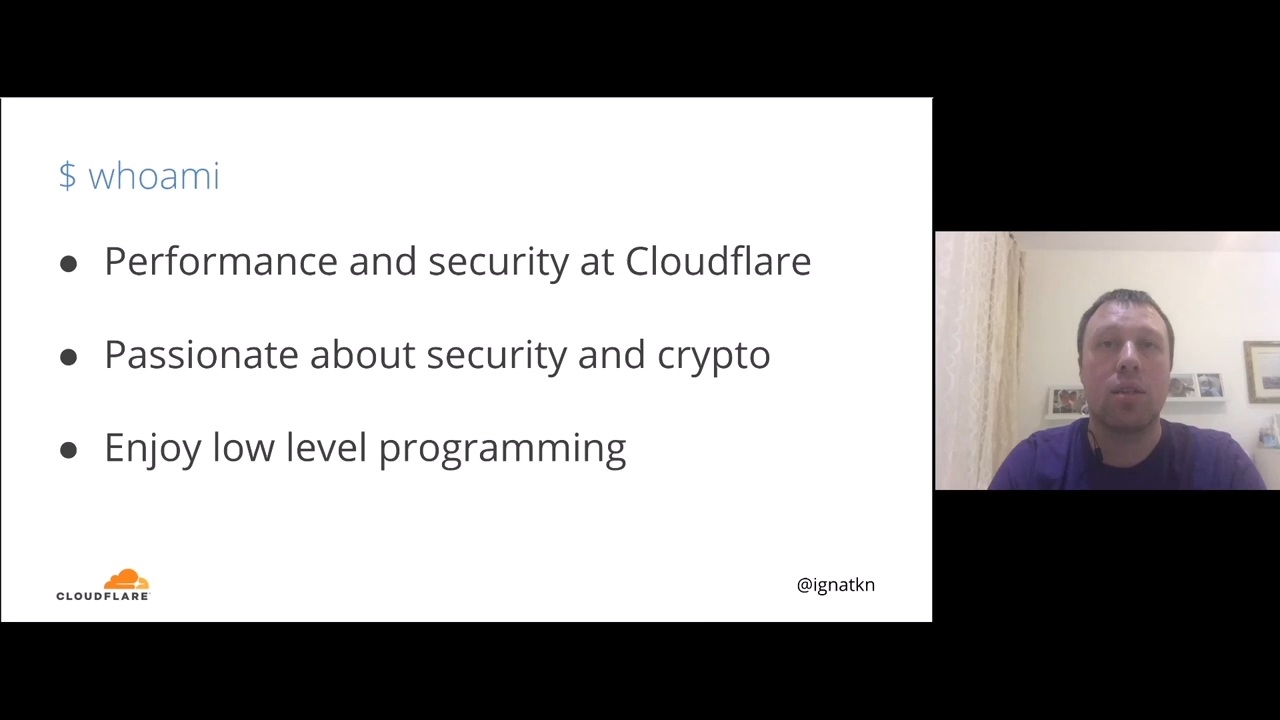 $ whoami
● Performance and security at Cloudflare
● Passionate about security and crypto
● Enjoy low level programming
CLOUDFLARE
@ignatkn